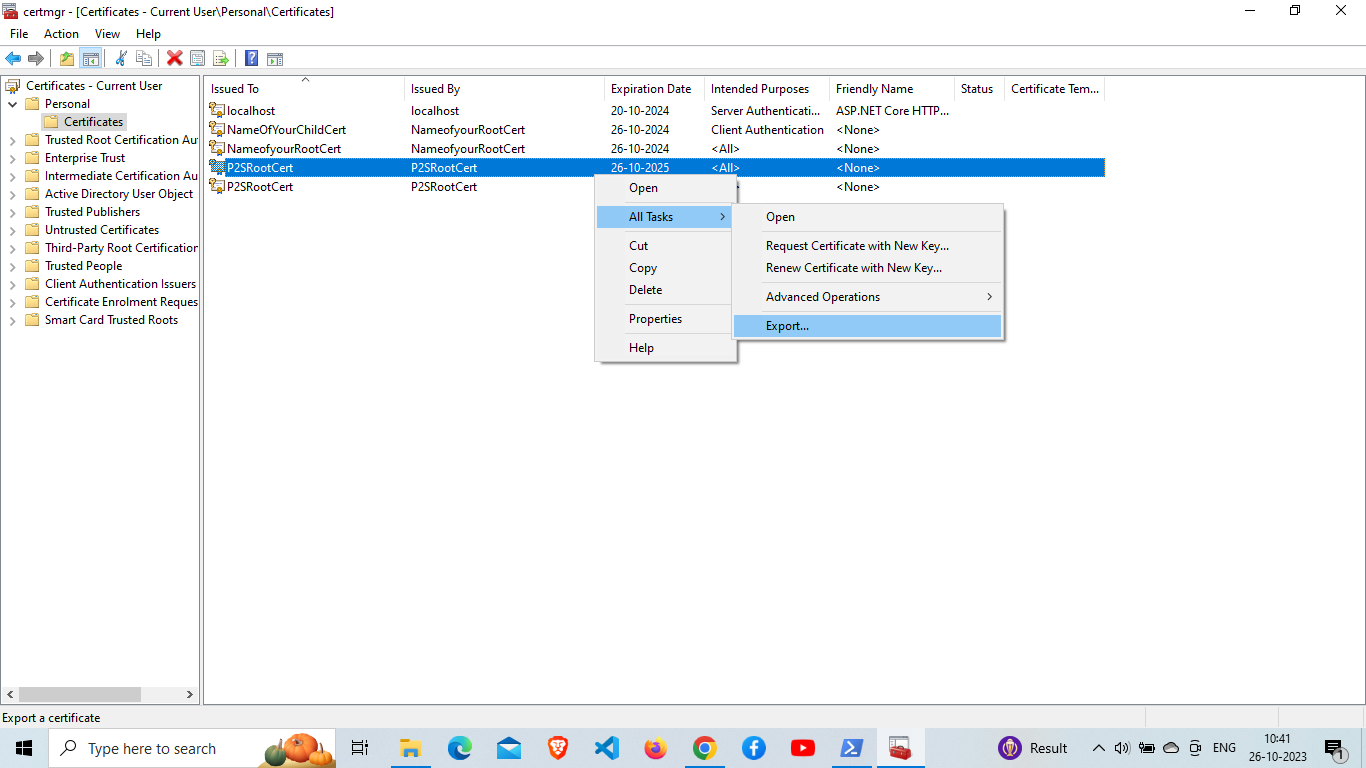 certmgr - [Certificates - Current User\Personal\Certificates]
File Action View Help
Certificates - Current User
Personal
Certificates
Trusted Root Certification Au
Enterprise Trust
Intermediate Certification Au
Active Directory User Object
Trusted Publishers
Untrusted Certificates
Third-Party Root Certification
Trusted People
Client Authentication Issuers
Certificate Enrolment Reques
Smart Card Trusted Roots
Issued To Issued By Expiration Date Intended Purposes Friendly Name Status Certificate Tem...
localhost localhost 20-10-2024 Server Authenticati... ASP.NET Core HTTP...
NameOfYourChildCert NameofyourRootCert 26-10-2024 Client Authentication <None>
NameofyourRootCert NameofyourRootCert 26-10-2024 <All> <None>
P2SRootCert P2SRootCert 26-10-2025 <All> <None>
P2SRootCert P2SRootCert <None>
Open
All Tasks
Cut
Copy
Delete
Properties
Help
Open
Request Certificate with New Key...
Renew Certificate with New Key...
Advanced Operations
Export...
Export a certificate
Type here to search
Result
ENG
10:41
26-10-2023
1